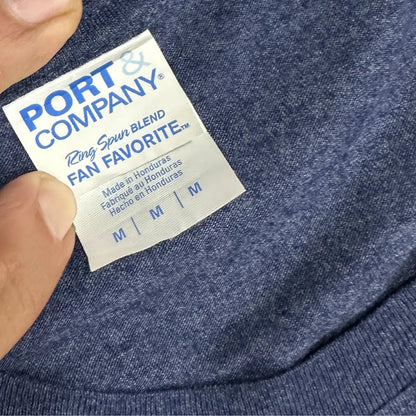 PORT &
COMPANY®
Ring Spun BLEND
FAN FAVORITE™
Made in Honduras
Fabriqué au Honduras
Hecho en Honduras
M | M | M